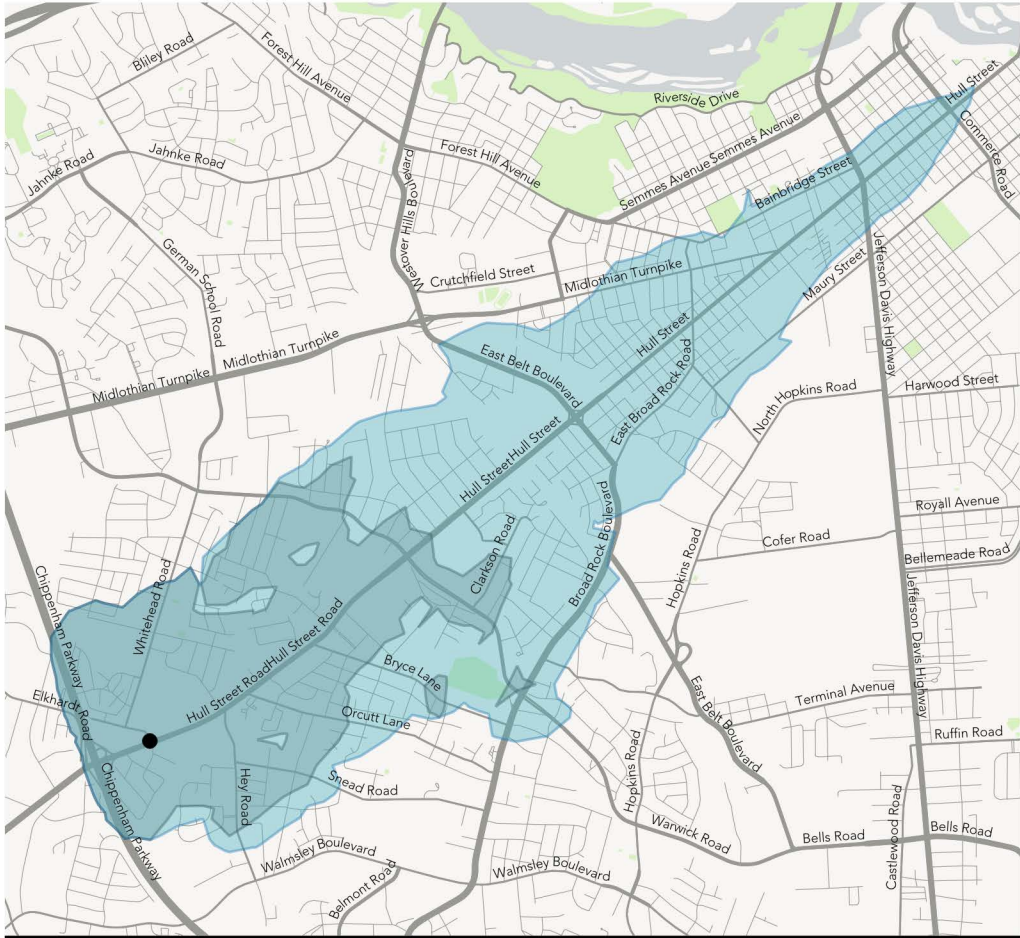 Bliley Road
Forest Hill Avenue
Hull Street
Riverside Drive
Commerce Road
Jahnke Road
Jahnke Road
Forest Hill Avenue
Semmes Avenue
Semmes Avenue
Bainbridge Street
Westover Hills Boulevard
German School Road
Crutchfield Street
Midlothian Turnpike
Maury Street
Jefferson Davis Highway
Midlothian Turnpike
Midlothian Turnpike
Hull Street
East Belt Boulevard
East Broad Rock Road
North Hopkins Road
Harwood Street
Hull Street
Hull Street
Clarkson Road
Broad Rock Boulevard
Royall Avenue
Cofer Road
Bellemeade Road
Chippenham Parkway
Whitehead Road
Hopkins Road
Jefferson Davis Highway
Hull Street Road
Hull Street Road
Bryce Lane
Elkhardt Road
Orcutt Lane
East Belt Boulevard
Terminal Avenue
Ruffin Road
Chippenham Parkway
Hey Road
Snead Road
Hopkins Road
Warwick Road
Castlewood Road
Bells Road
Bells Road
Walmsley Boulevard
Belmont Road
Walmsley Boulevard